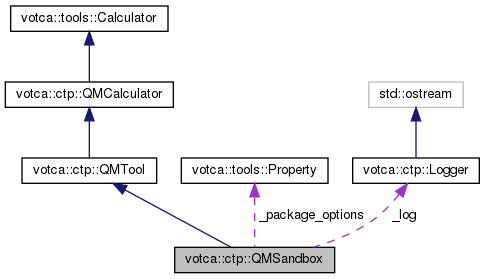 votca::tools::Calculator
votca::ctp::QMCalculator
std::ostream
votca::ctp::QMTool
votca::tools::Property
votca::ctp::Logger
_package_options
_log
votca::ctp::QMSandbox